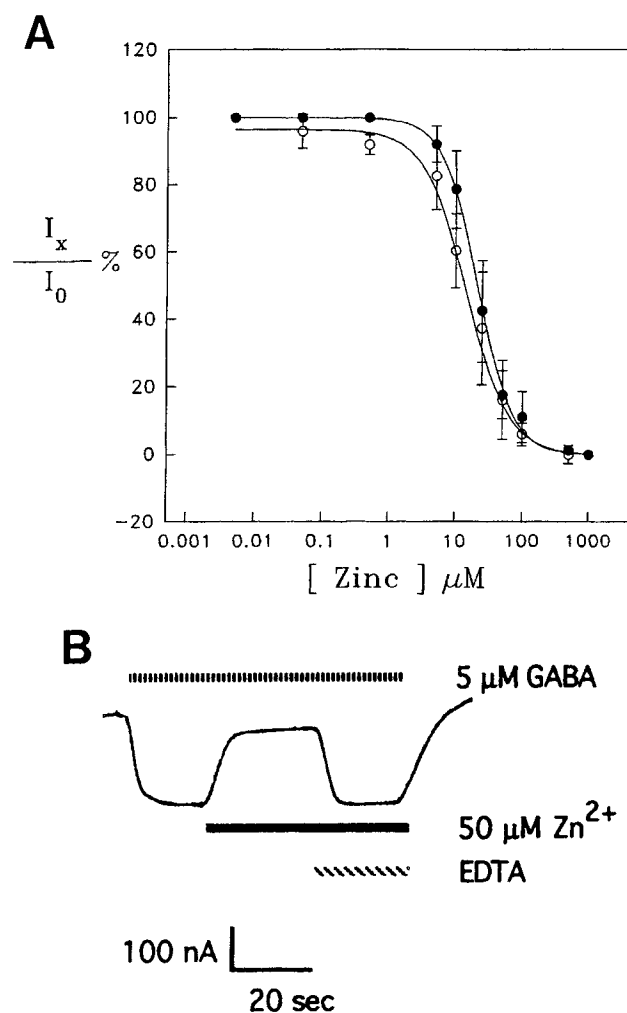 A
120
100
80
60
40
20
0
−20
I_x
I_0
%
0.001 0.01 0.1 1 10 100 1000
[ Zinc ] μM
B
5 μM GABA
50 μM Zn²⁺
EDTA
100 nA
20 sec